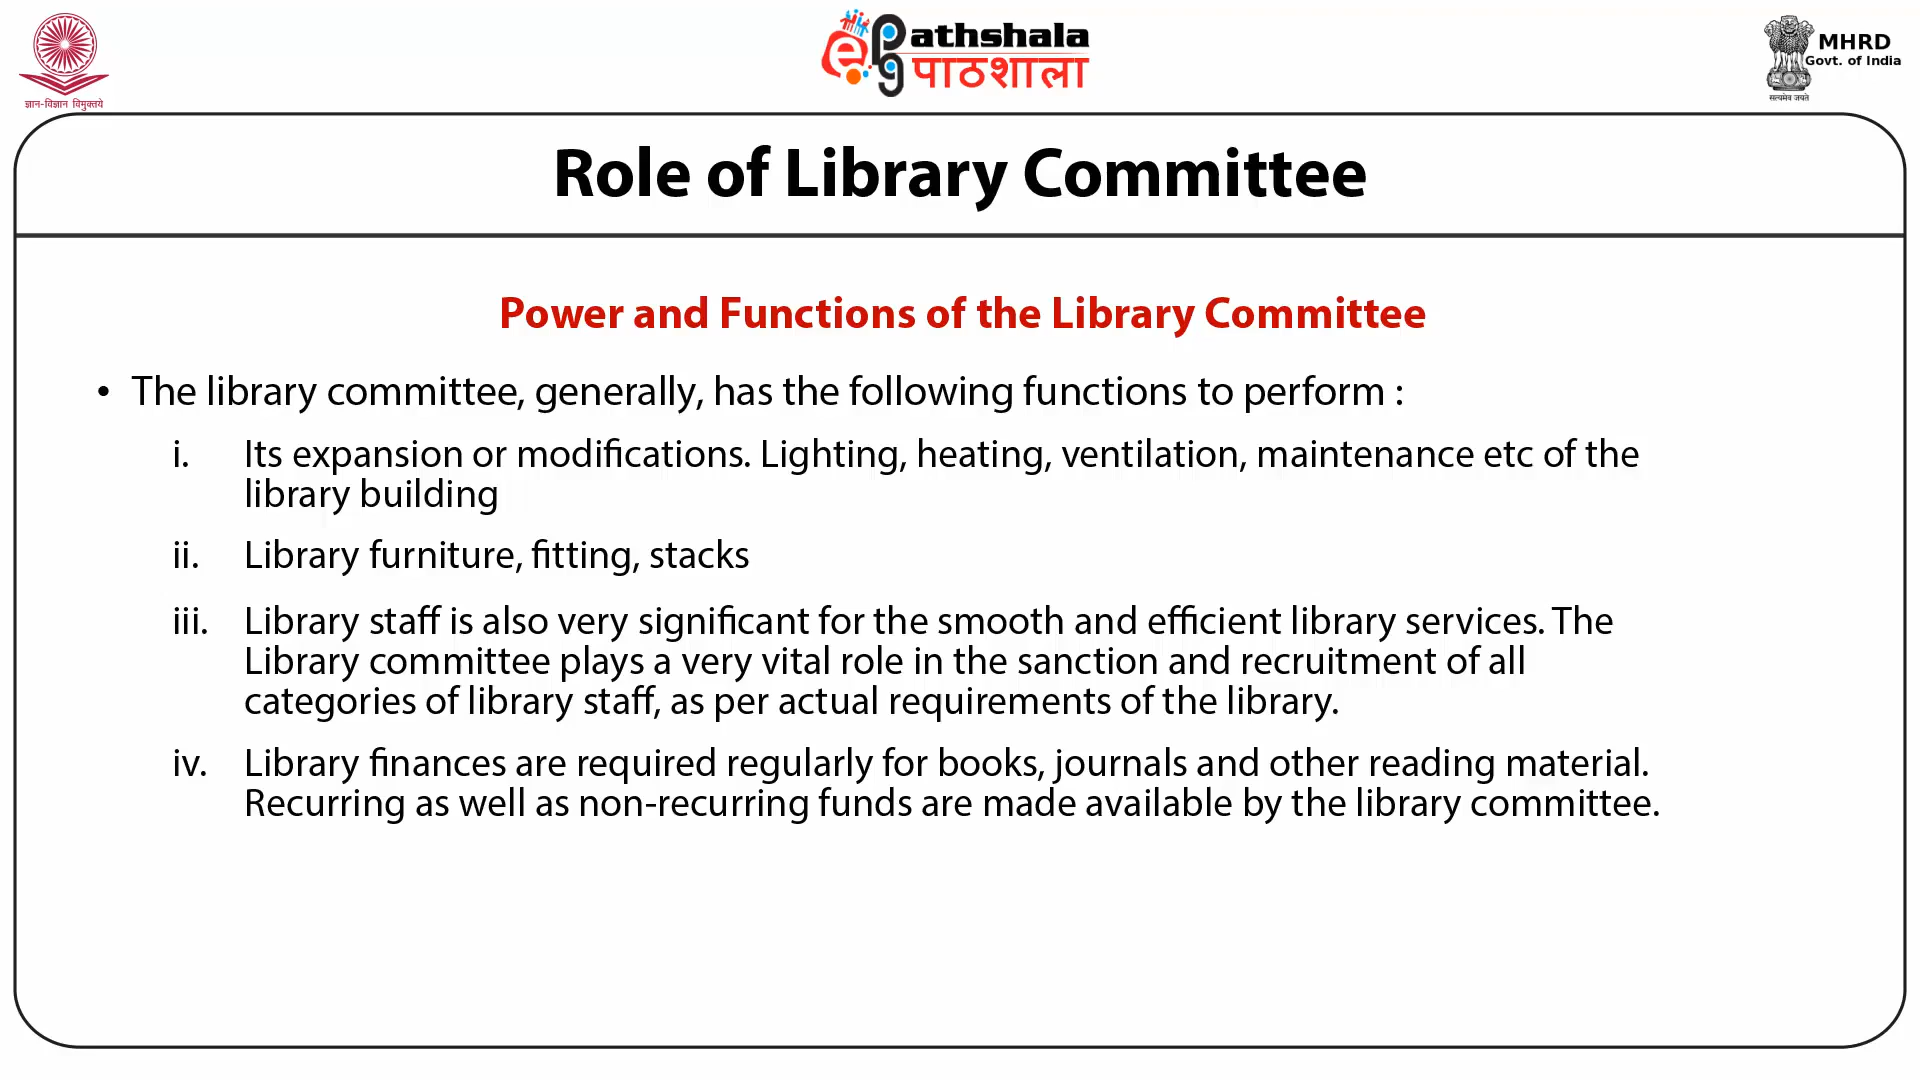 ज्ञान-विज्ञान विमुक्तये
ePG
athshala
पाठशाला
MHRD
Govt. of India
सत्यमेव जयते
Role of Library Committee
Power and Functions of the Library Committee
• The library committee, generally, has the following functions to perform :
i. Its expansion or modifications. Lighting, heating, ventilation, maintenance etc of the
library building
ii. Library furniture, fitting, stacks
iii. Library staff is also very significant for the smooth and efficient library services. The
Library committee plays a very vital role in the sanction and recruitment of all
categories of library staff, as per actual requirements of the library.
iv. Library finances are required regularly for books, journals and other reading material.
Recurring as well as non-recurring funds are made available by the library committee.